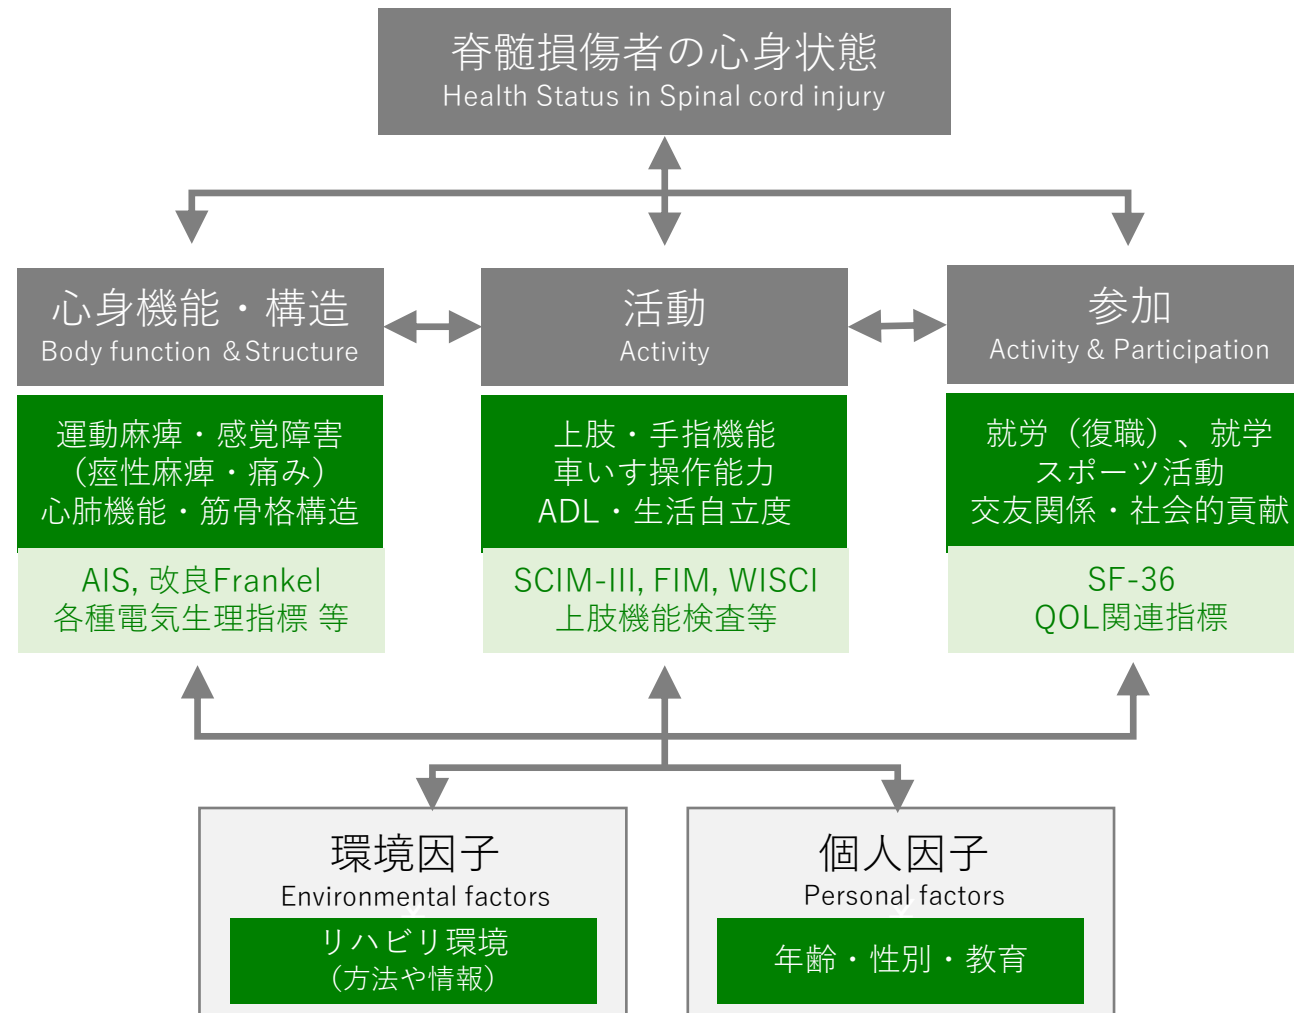 脊髄損傷者の心身状態
Health Status in Spinal cord injury
心身機能・構造
Body function ＆Structure
運動麻痺・感覚障害
（痙性麻痺・痛み）
心肺機能・筋骨格構造
AIS, 改良Frankel
各種電気生理指標 等
活動
Activity
上肢・手指機能
車いす操作能力
ADL・生活自立度
SCIM-III, FIM, WISCI
上肢機能検査等
参加
Activity & Participation
就労（復職）、就学
スポーツ活動
交友関係・社会的貢献
SF-36
QOL関連指標
環境因子
Environmental factors
リハビリ環境
（方法や情報）
個人因子
Personal factors
年齢・性別・教育